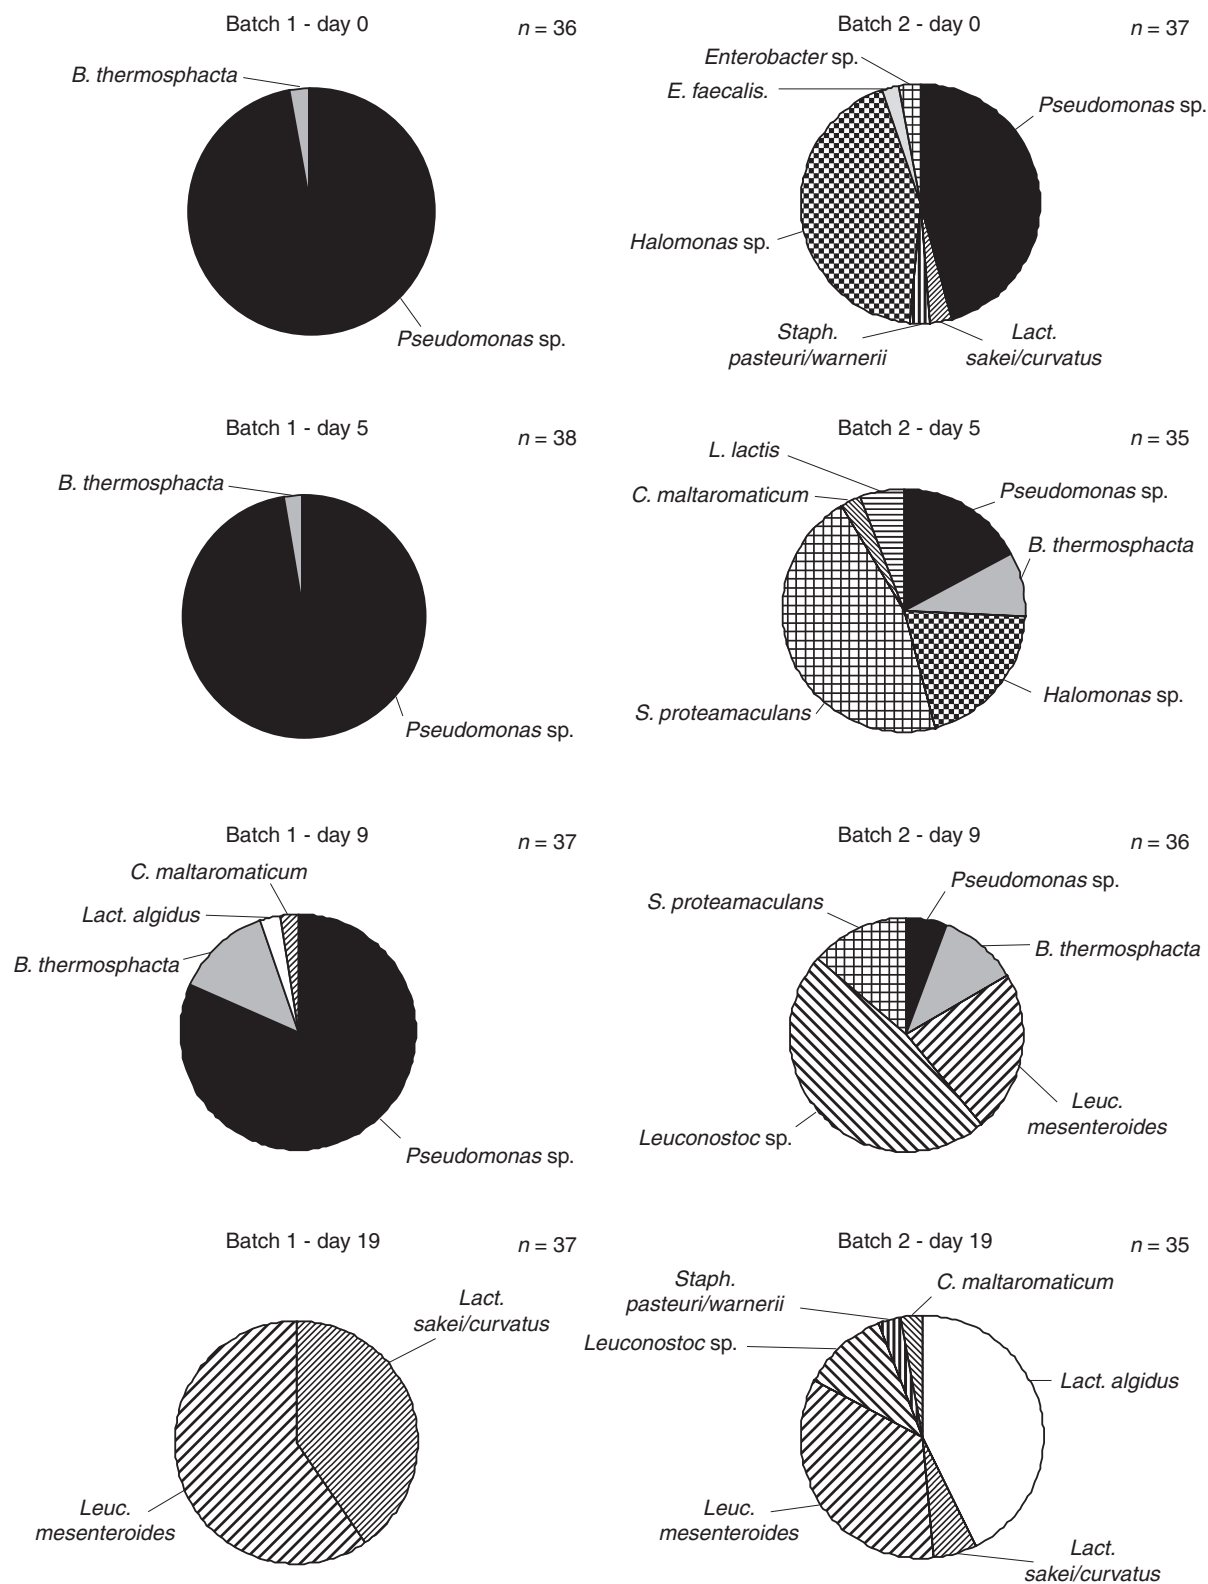 Batch 1 - day 0
n = 36
B. thermosphacta
Pseudomonas sp.
Batch 2 - day 0
n = 37
Enterobacter sp.
E. faecalis.
Pseudomonas sp.
Halomonas sp.
Staph.
pasteuri/warnerii
Lact.
sakei/curvatus
Batch 1 - day 5
n = 38
B. thermosphacta
Pseudomonas sp.
Batch 2 - day 5
n = 35
L. lactis
C. maltaromaticum
Pseudomonas sp.
B. thermosphacta
S. proteamaculans
Halomonas sp.
Batch 1 - day 9
n = 37
C. maltaromaticum
Lact. algidus
B. thermosphacta
Pseudomonas sp.
Batch 2 - day 9
n = 36
Pseudomonas sp.
S. proteamaculans
B. thermosphacta
Leuc.
mesenteroides
Leuconostoc sp.
Batch 1 - day 19
n = 37
Lact.
sakei/curvatus
Leuc.
mesenteroides
Batch 2 - day 19
n = 35
Staph.
pasteuri/warnerii
C. maltaromaticum
Leuconostoc sp.
Lact. algidus
Leuc.
mesenteroides
Lact.
sakei/curvatus